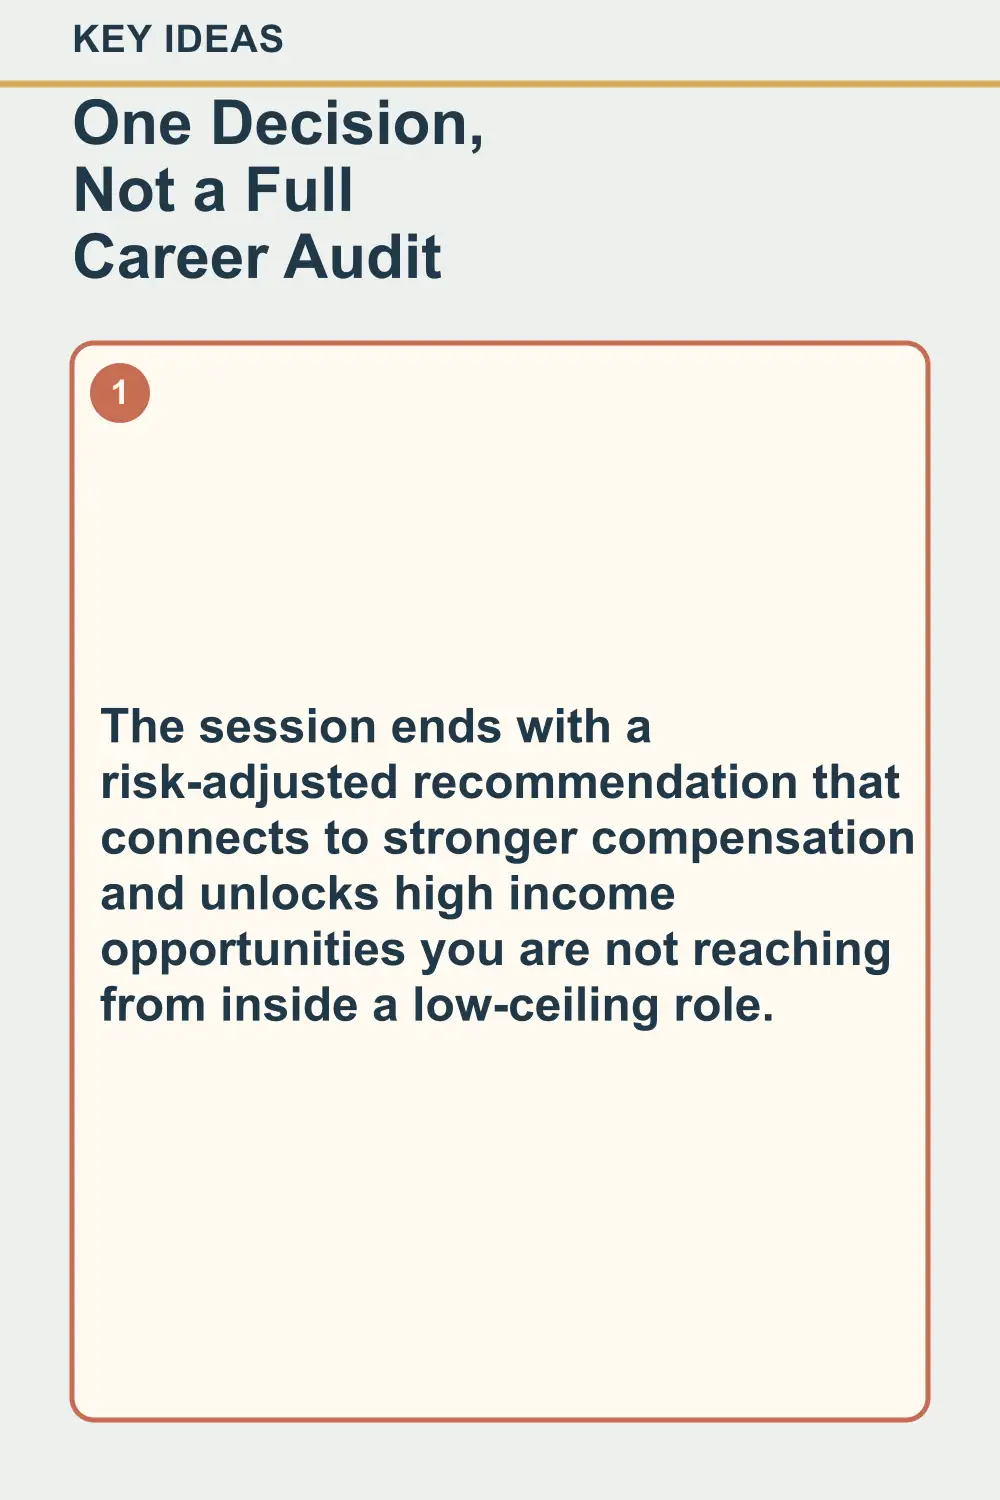 KEY IDEAS
One Decision,
Not a Full
Career Audit
1
The session ends with a
risk-adjusted recommendation that
connects to stronger compensation
and unlocks high income
opportunities you are not reaching
from inside a low-ceiling role.